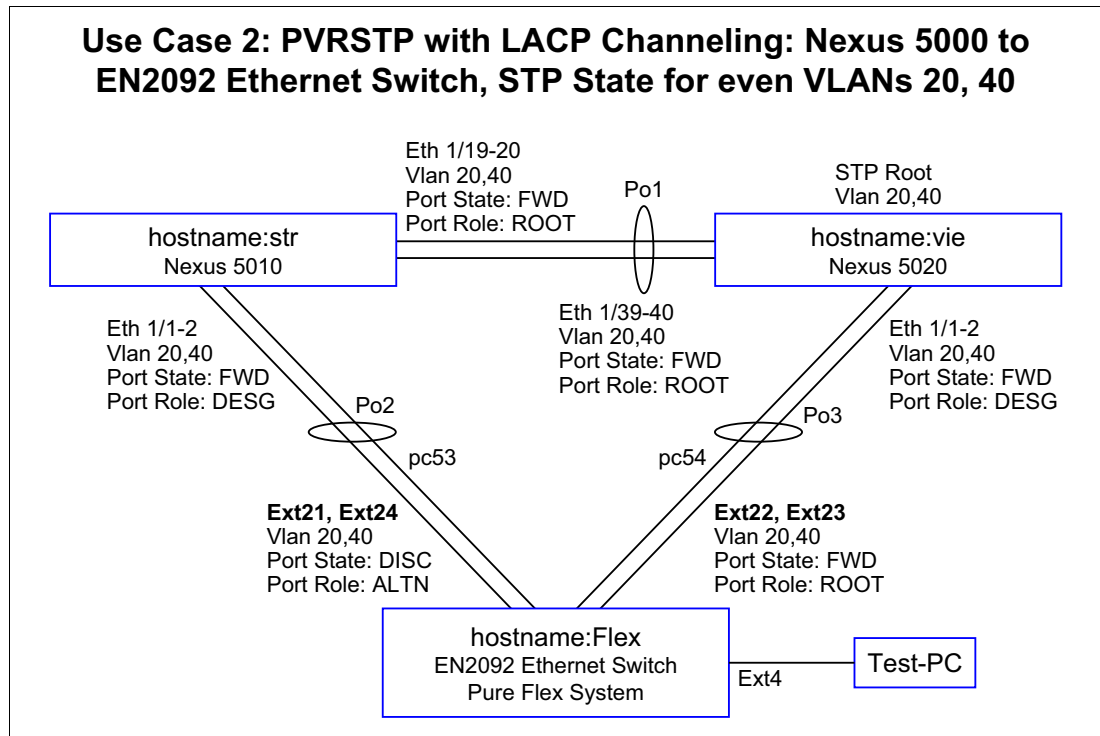 Use Case 2: PVRSTP with LACP Channeling: Nexus 5000 to
EN2092 Ethernet Switch, STP State for even VLANs 20, 40
Eth 1/19-20
Vlan 20,40
Port State: FWD
Port Role: ROOT
Po1
STP Root
Vlan 20,40
hostname:str
Nexus 5010
hostname:vie
Nexus 5020
Eth 1/1-2
Vlan 20,40
Port State: FWD
Port Role: DESG
Eth 1/39-40
Vlan 20,40
Port State: FWD
Port Role: ROOT
Eth 1/1-2
Vlan 20,40
Port State: FWD
Port Role: DESG
Po2
pc53
Po3
pc54
Ext21, Ext24
Vlan 20,40
Port State: DISC
Port Role: ALTN
Ext22, Ext23
Vlan 20,40
Port State: FWD
Port Role: ROOT
hostname:Flex
EN2092 Ethernet Switch
Pure Flex System
Ext4
Test-PC